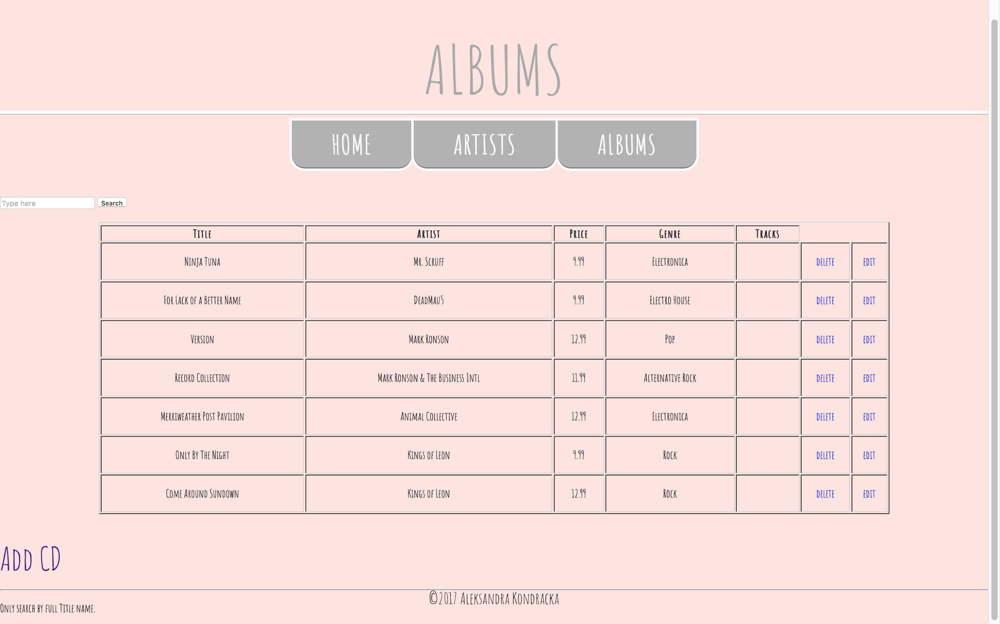 ALBUMS
HOME ARTISTS ALBUMS
Type here Search
Title Artist Price Genre Tracks
Ninja Tuna Mr. Scruff 9.99 Electronica DELETE EDIT
For Lack of a Better Name DeadMau5 9.99 Electro House DELETE EDIT
Version Mark Ronson 12.99 Pop DELETE EDIT
Record Collection Mark Ronson & The Business Intl 11.99 Alternative Rock DELETE EDIT
Merriweather Post Pavilion Animal Collective 12.99 Electronica DELETE EDIT
Only By The Night Kings of Leon 9.99 Rock DELETE EDIT
Come Around Sundown Kings of Leon 12.99 Rock DELETE EDIT
Add CD
©2017 Aleksandra Kondracka
Only search by full Title name.